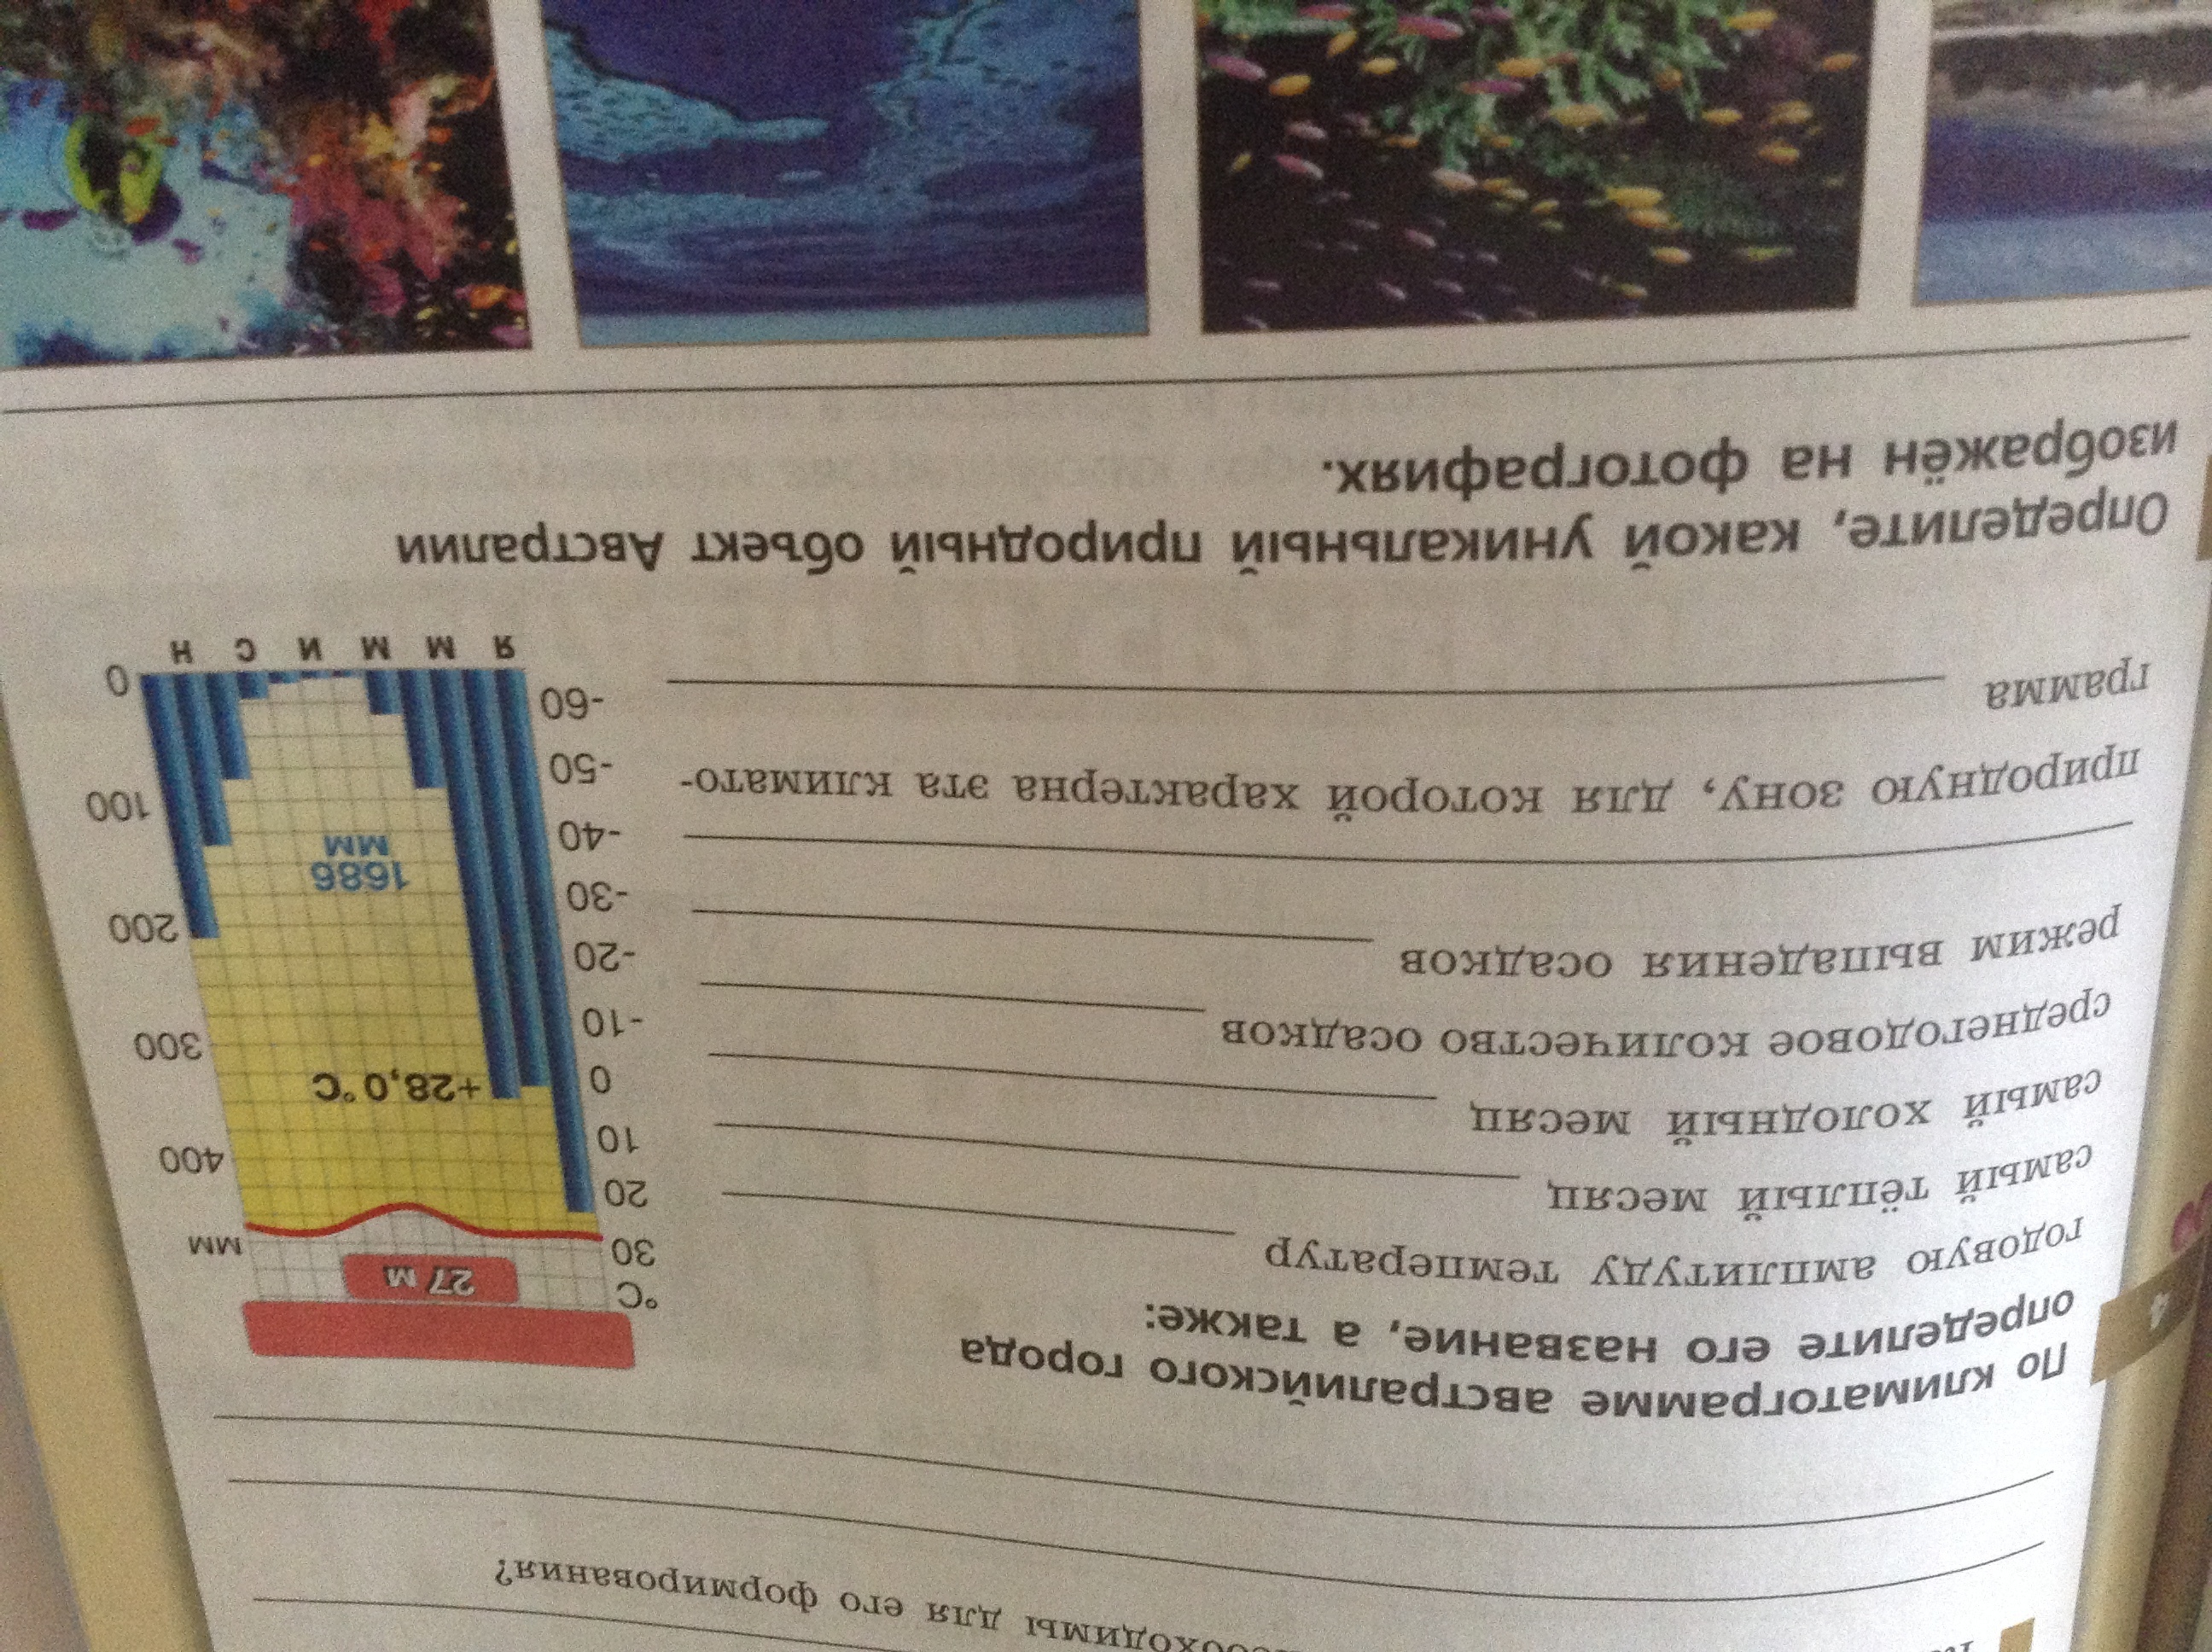 необходимы для его формирования?
4
По климатограмме австралийского города
определите его название, а также:
годовую амплитуду температур
самый тёплый месяц
самый холодный месяц
среднегодовое количество осадков
режим выпадения осадков
природную зону, для которой характерна эта климато-
грамма
°C
27 м
мм
30
20
10
0
-10
-20
-30
-40
-50
-60
+28,0 °C
1686
мм
400
300
200
100
0
Я М М И С Н
Определите, какой уникальный природный объект Австралии
изображён на фотографиях.